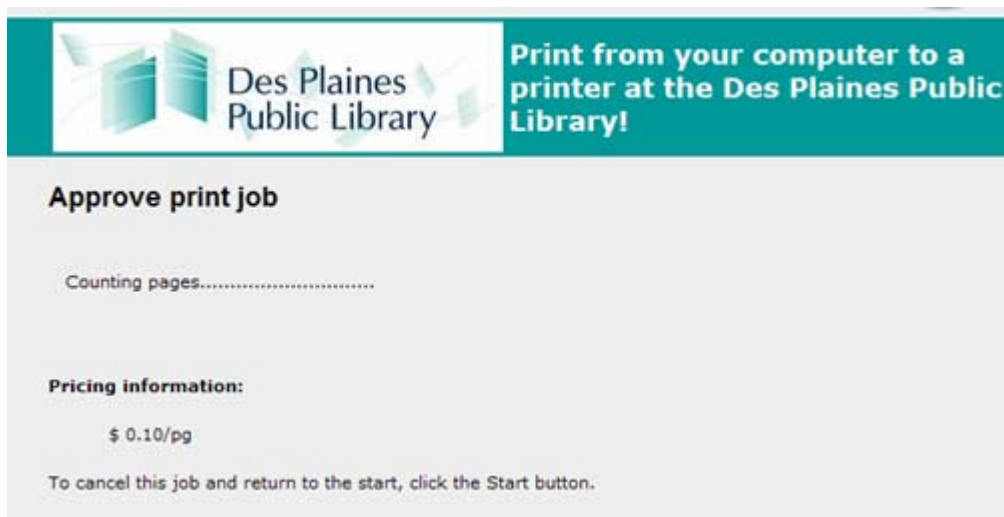 Des Plaines
Public Library
Print from your computer to a
printer at the Des Plaines Public
Library!
Approve print job
Counting pages..............................
Pricing information:
$ 0.10/pg
To cancel this job and return to the start, click the Start button.